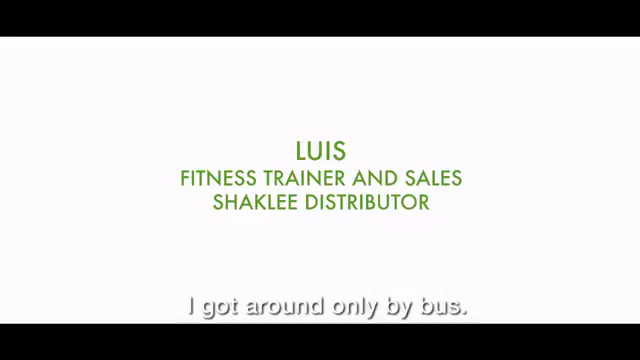 LUIS
FITNESS TRAINER AND SALES
SHAKLEE DISTRIBUTOR
I got around only by bus.